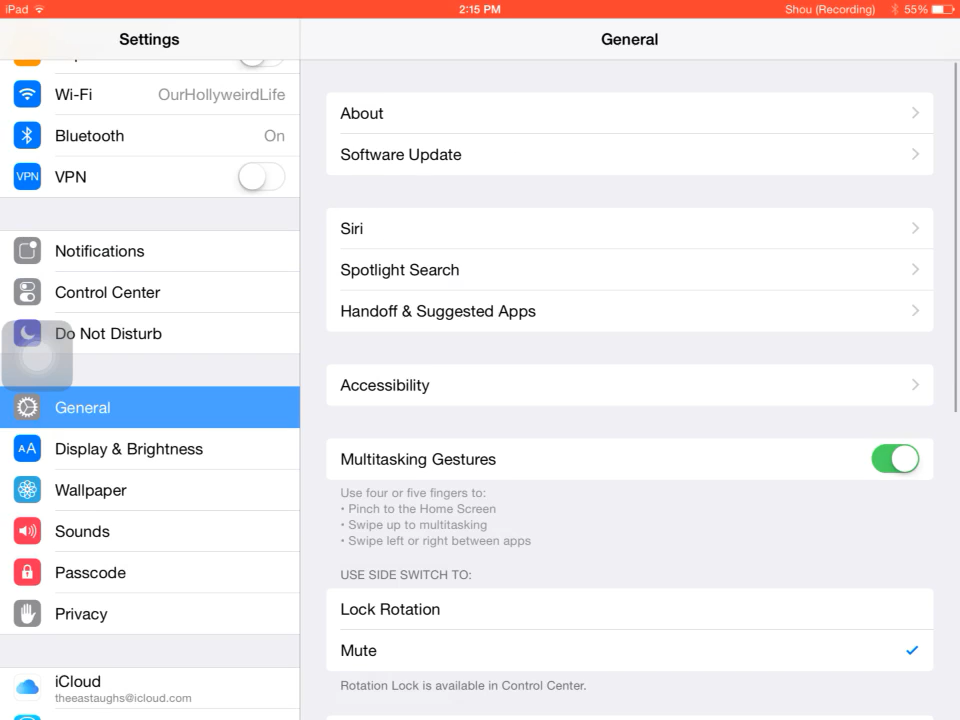 iPad 2:15 PM Shou (Recording) 55%
Settings
General
Wi-Fi OurHollyweirdLife
Bluetooth On
VPN VPN
Notifications
Control Center
Do Not Disturb
General
AA Display & Brightness
Wallpaper
Sounds
Passcode
Privacy
iCloud
theeastaughs@icloud.com
About
Software Update
Siri
Spotlight Search
Handoff & Suggested Apps
Accessibility
Multitasking Gestures
Use four or five fingers to:
• Pinch to the Home Screen
• Swipe up to multitasking
• Swipe left or right between apps
USE SIDE SWITCH TO:
Lock Rotation
Mute
Rotation Lock is available in Control Center.